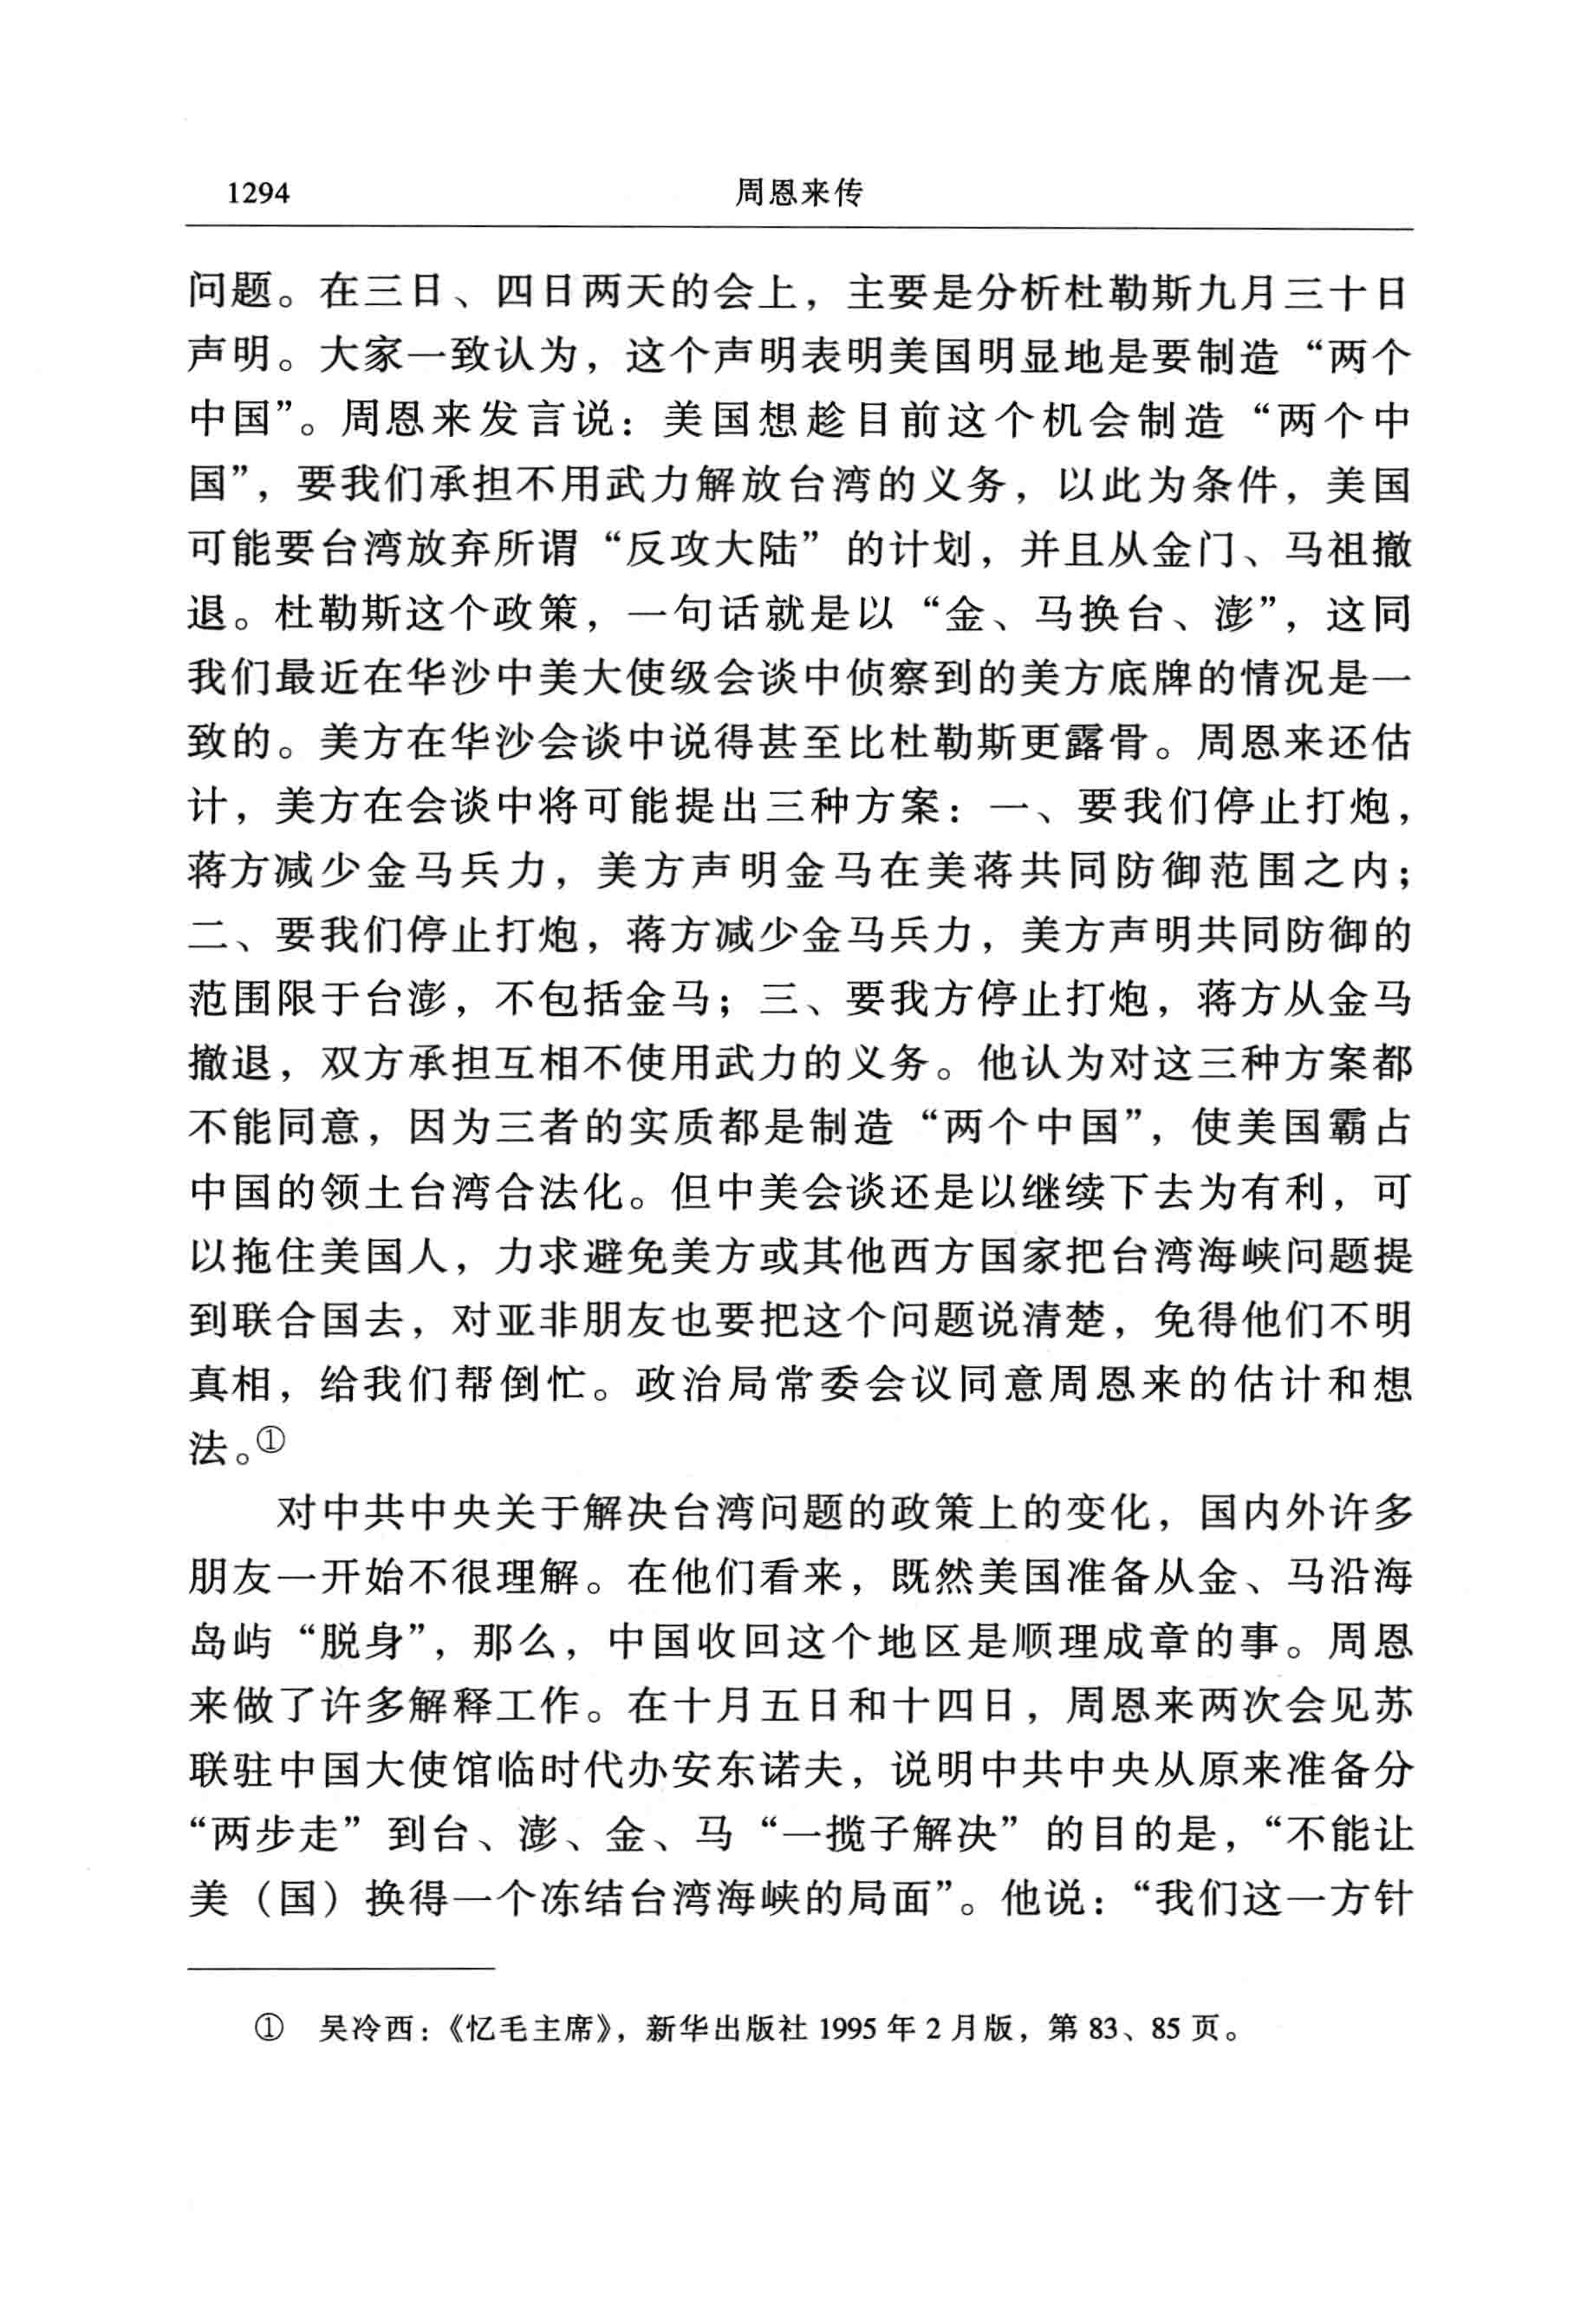 1294 周恩来传
问题。在三日、四日两天的会上，主要是分析杜勒斯九月三十日
声明。大家一致认为，这个声明表明美国明显地是要制造“两个
中国”。周恩来发言说：美国想趁目前这个机会制造“两个中
国”，要我们承担不用武力解放台湾的义务，以此为条件，美国
可能要台湾放弃所谓“反攻大陆”的计划，并且从金门、马祖撤
退。杜勒斯这个政策，一句话就是以“金、马换台、澎”，这同
我们最近在华沙中美大使级会谈中侦察到的美方底牌的情况是一
致的。美方在华沙会谈中说得甚至比杜勒斯更露骨。周恩来还估
计，美方在会谈中将可能提出三种方案：一、要我们停止打炮，
蒋方减少金马兵力，美方声明金马在美蒋共同防御范围之内；
二、要我们停止打炮，蒋方减少金马兵力，美方声明共同防御的
范围限于台澎，不包括金马；三、要我方停止打炮，蒋方从金马
撤退，双方承担互相不使用武力的义务。他认为对这三种方案都
不能同意，因为三者的实质都是制造“两个中国”，使美国霸占
中国的领土台湾合法化。但中美会谈还是以继续下去为有利，可
以拖住美国人，力求避免美方或其他西方国家把台湾海峡问题提
到联合国去，对亚非朋友也要把这个问题说清楚，免得他们不明
真相，给我们帮倒忙。政治局常委会议同意周恩来的估计和想
法。①
对中共中央关于解决台湾问题的政策上的变化，国内外许多
朋友一开始不很理解。在他们看来，既然美国准备从金、马沿海
岛屿“脱身”，那么，中国收回这个地区是顺理成章的事。周恩
来做了许多解释工作。在十月五日和十四日，周恩来两次会见苏
联驻中国大使馆临时代办安东诺夫，说明中共中央从原来准备分
“两步走”到台、澎、金、马“一揽子解决”的目的是，“不能让
美（国）换得一个冻结台湾海峡的局面”。他说：“我们这一方针
① 吴冷西：《忆毛主席》，新华出版社 1995 年 2 月版，第 83、85 页。